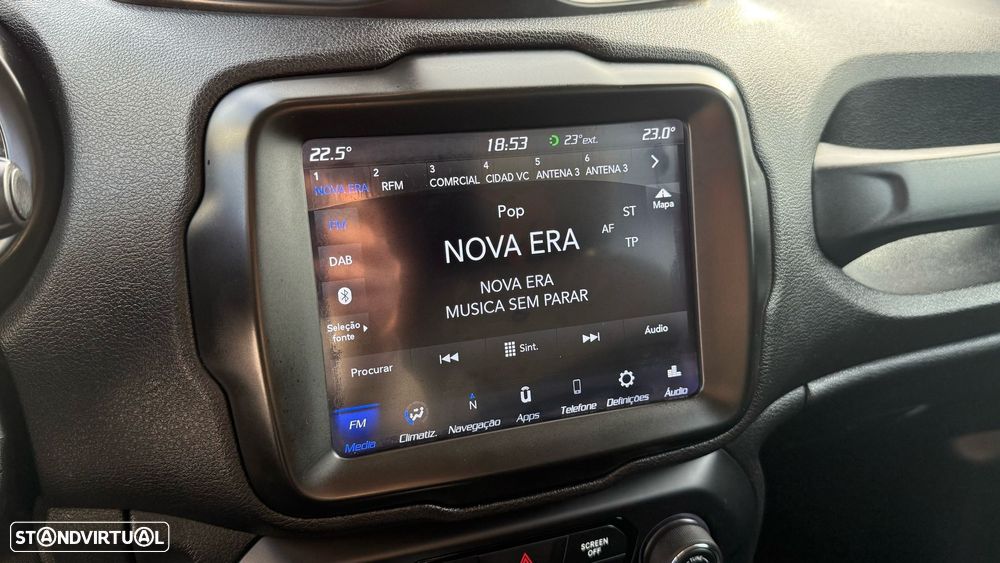 22.5° 18:53 23°ext. 23.0°
1 NOVA ERA 2 RFM 3 COMRCIAL 4 CIDAD VC 5 ANTENA 3 6 ANTENA 3
Mapa
FM
Pop
ST
AF
TP
DAB
NOVA ERA
NOVA ERA
MUSICA SEM PARAR
Seleção
fonte
Procurar
Sint.
Áudio
FM
Media
Climatiz.
N
Navegação
Apps
Telefone
Definições
Áudio
SCREEN
OFF
STANDVIRTUAL